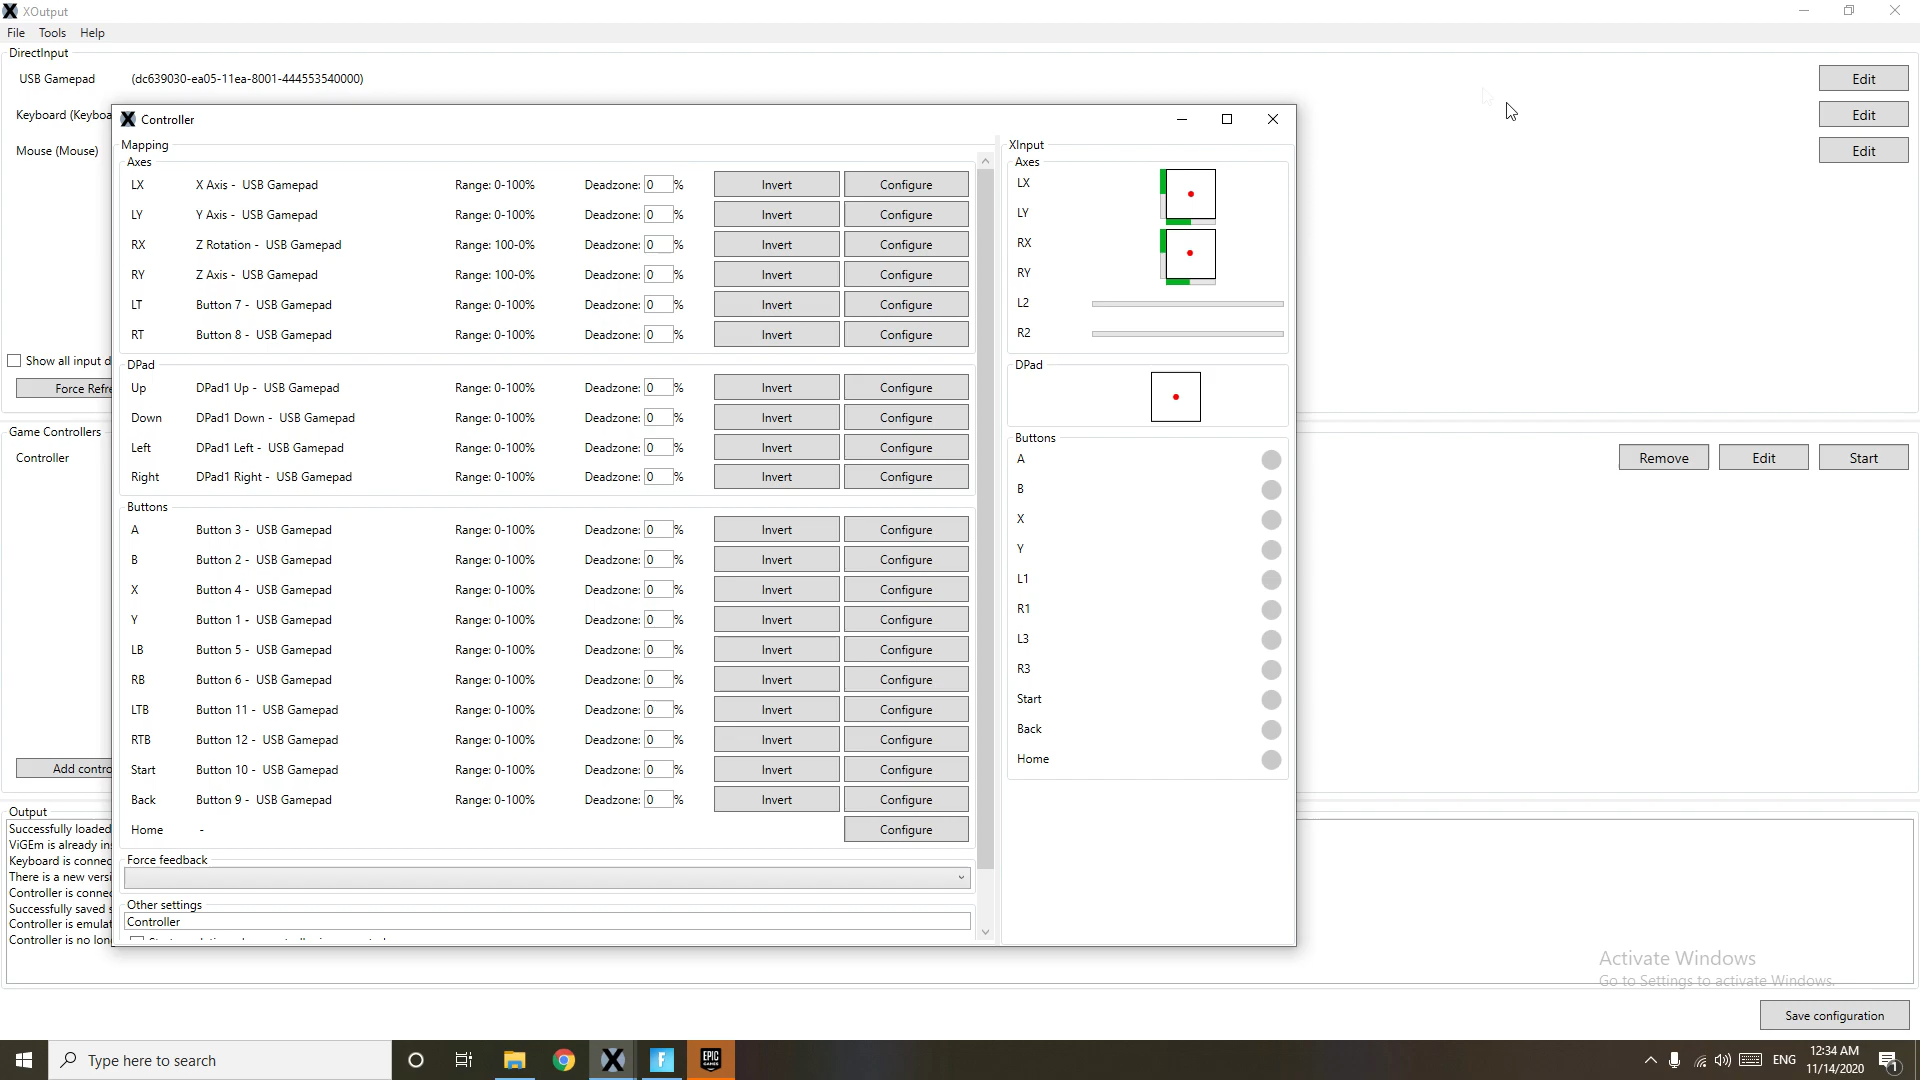 XOutput
File Tools Help
DirectInput
USB Gamepad (dc639030-ea05-11ea-8001-444553540000) Edit
Keyboard (Keyboa Edit
Mouse (Mouse) Edit
Show all input d
Force Refre
Game Controllers
Controller Remove Edit Start
Add contro
Output
Successfully loaded
ViGEm is already in
Keyboard is connec
There is a new versi
Controller is connec
Successfully saved s
Controller is emulat
Controller is no lon
Controller
Mapping
Axes
LX X Axis - USB Gamepad Range: 0-100% Deadzone: 0 % Invert Configure
LY Y Axis - USB Gamepad Range: 0-100% Deadzone: 0 % Invert Configure
RX Z Rotation - USB Gamepad Range: 100-0% Deadzone: 0 % Invert Configure
RY Z Axis - USB Gamepad Range: 100-0% Deadzone: 0 % Invert Configure
LT Button 7 - USB Gamepad Range: 0-100% Deadzone: 0 % Invert Configure
RT Button 8 - USB Gamepad Range: 0-100% Deadzone: 0 % Invert Configure
DPad
Up DPad1 Up - USB Gamepad Range: 0-100% Deadzone: 0 % Invert Configure
Down DPad1 Down - USB Gamepad Range: 0-100% Deadzone: 0 % Invert Configure
Left DPad1 Left - USB Gamepad Range: 0-100% Deadzone: 0 % Invert Configure
Right DPad1 Right - USB Gamepad Range: 0-100% Deadzone: 0 % Invert Configure
Buttons
A Button 3 - USB Gamepad Range: 0-100% Deadzone: 0 % Invert Configure
B Button 2 - USB Gamepad Range: 0-100% Deadzone: 0 % Invert Configure
X Button 4 - USB Gamepad Range: 0-100% Deadzone: 0 % Invert Configure
Y Button 1 - USB Gamepad Range: 0-100% Deadzone: 0 % Invert Configure
LB Button 5 - USB Gamepad Range: 0-100% Deadzone: 0 % Invert Configure
RB Button 6 - USB Gamepad Range: 0-100% Deadzone: 0 % Invert Configure
LTB Button 11 - USB Gamepad Range: 0-100% Deadzone: 0 % Invert Configure
RTB Button 12 - USB Gamepad Range: 0-100% Deadzone: 0 % Invert Configure
Start Button 10 - USB Gamepad Range: 0-100% Deadzone: 0 % Invert Configure
Back Button 9 - USB Gamepad Range: 0-100% Deadzone: 0 % Invert Configure
Home - Configure
Force feedback
Other settings
Controller
XInput
Axes
LX
LY
RX
RY
L2
R2
DPad
Buttons
A
B
X
Y
L1
R1
L3
R3
Start
Back
Home
Activate Windows
Go to Settings to activate Windows.
Save configuration
Type here to search
EPIC
GAMES
ENG
12:34 AM
11/14/2020
1